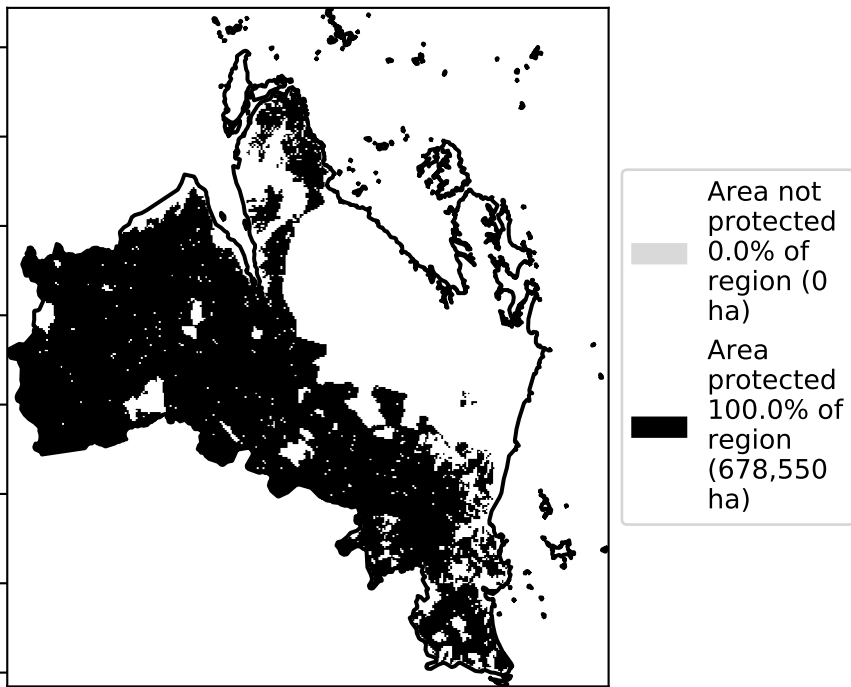 Area not
protected
0.0% of
region (0
ha)
Area
protected
100.0% of
region
(678,550
ha)